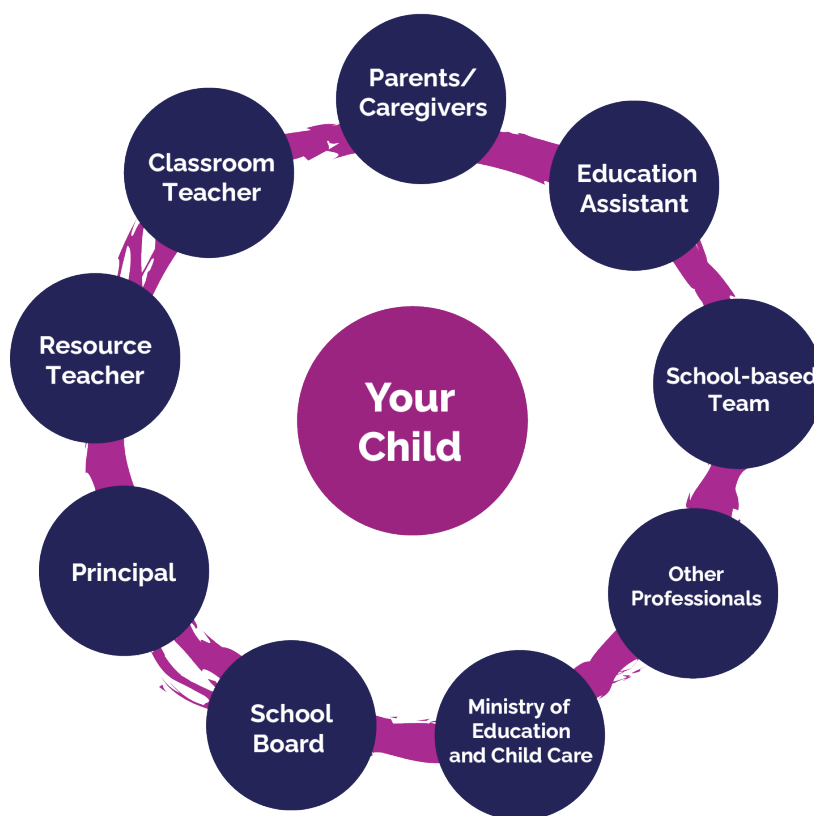 Parents/
Caregivers
Education
Assistant
School-based
Team
Other
Professionals
Ministry of
Education
and Child Care
School
Board
Principal
Resource
Teacher
Classroom
Teacher
Your
Child